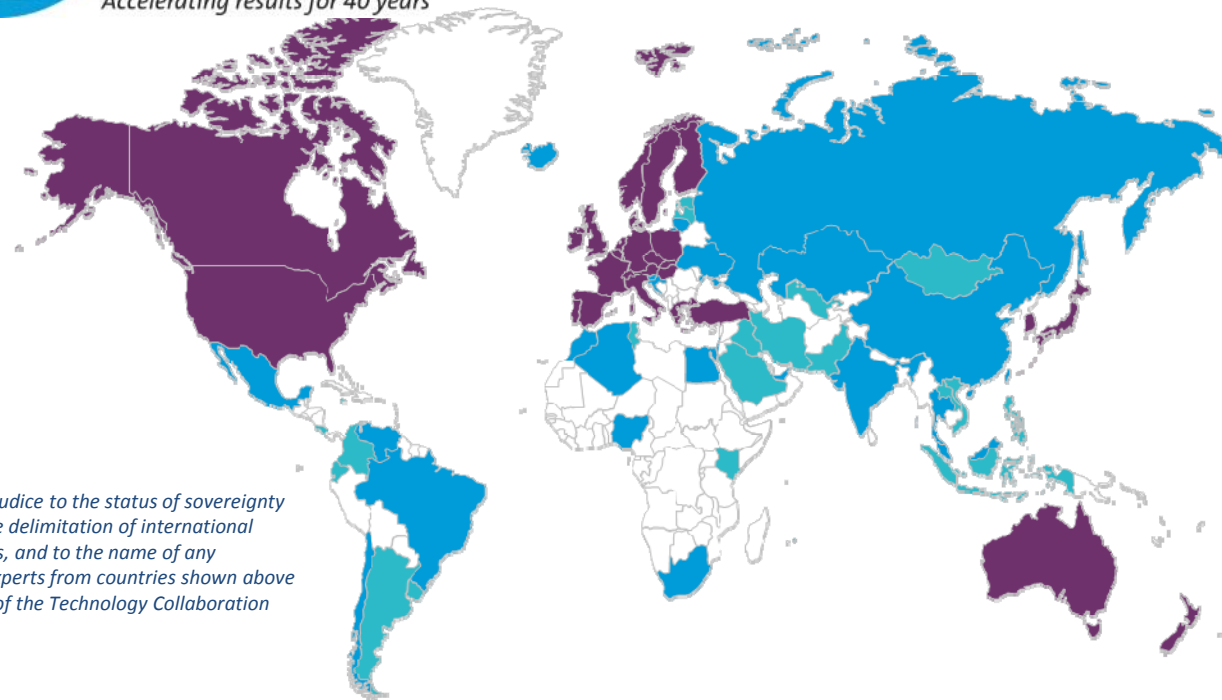 Accelerating results for 40 years
udice to the status of sovereignty
e delimitation of international
s, and to the name of any
perts from countries shown above
of the Technology Collaboration